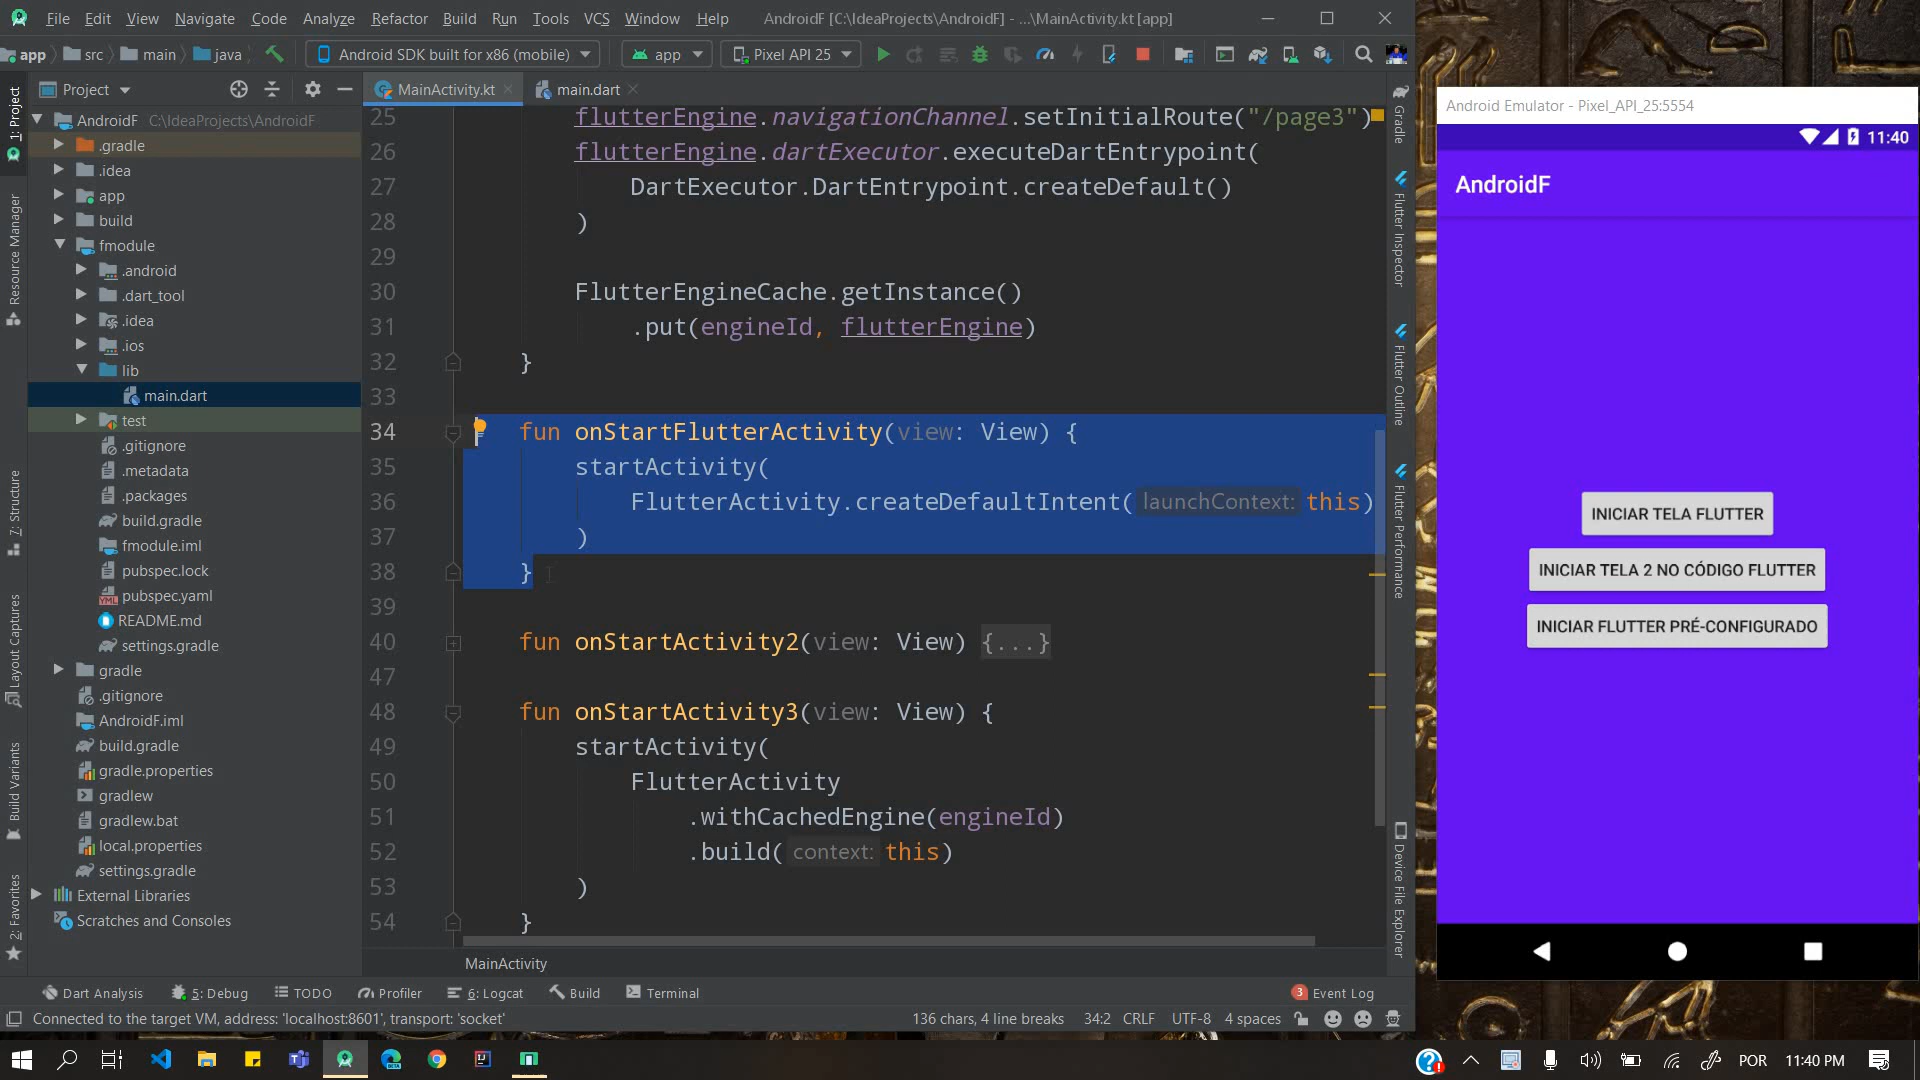 File Edit View Navigate Code Analyze Refactor Build Run Tools VCS Window Help AndroidF [C:\IdeaProjects\AndroidF] - ...\MainActivity.kt [app]
app src main java Android SDK built for x86 (mobile) app Pixel API 25
Project MainActivity.kt main.dart
AndroidF C:\IdeaProjects\AndroidF
.gradle
.idea
app
build
fmodule
.android
.dart_tool
.idea
.ios
lib
main.dart
test
.gitignore
.metadata
.packages
build.gradle
fmodule.iml
pubspec.lock
pubspec.yaml
README.md
settings.gradle
gradle
.gitignore
AndroidF.iml
build.gradle
gradle.properties
gradlew
gradlew.bat
local.properties
settings.gradle
External Libraries
Scratches and Consoles
1: Project
Resource Manager
7: Structure
Layout Captures
Build Variants
2: Favorites
25 flutterEngine.navigationChannel.setInitialRoute("/page3")
26 flutterEngine.dartExecutor.executeDartEntrypoint(
27 DartExecutor.DartEntrypoint.createDefault()
28 )
29
30 FlutterEngineCache.getInstance()
31 .put(engineId, flutterEngine)
32 }
33
34 fun onStartFlutterActivity(view: View) {
35 startActivity(
36 FlutterActivity.createDefaultIntent( launchContext: this)
37 )
38 }
39
40 fun onStartActivity2(view: View) {...}
47
48 fun onStartActivity3(view: View) {
49 startActivity(
50 FlutterActivity
51 .withCachedEngine(engineId)
52 .build( context: this)
53 )
54 }
MainActivity
Gradle
Flutter Inspector
Flutter Outline
Flutter Performance
Device File Explorer
Dart Analysis 5: Debug TODO Profiler 6: Logcat Build Terminal 3 Event Log
Connected to the target VM, address: 'localhost:8601', transport: 'socket' 136 chars, 4 line breaks 34:2 CRLF UTF-8 4 spaces
Android Emulator - Pixel_API_25:5554
11:40
AndroidF
INICIAR TELA FLUTTER
INICIAR TELA 2 NO CÓDIGO FLUTTER
INICIAR FLUTTER PRÉ-CONFIGURADO
POR 11:40 PM